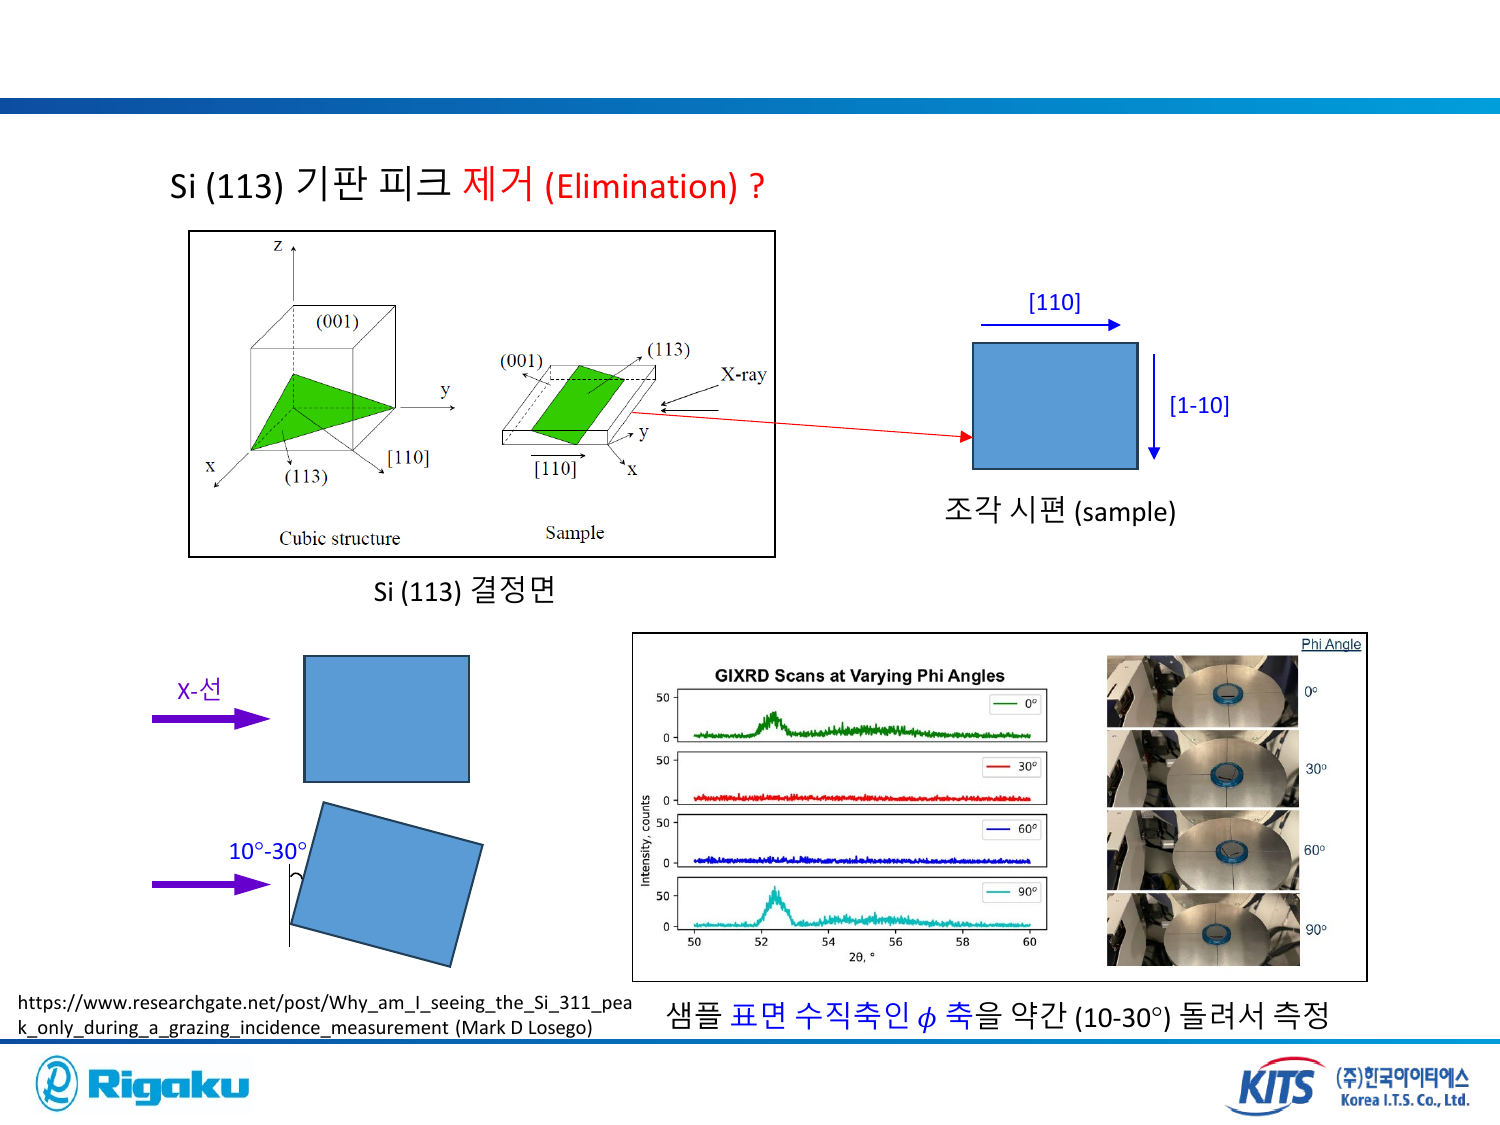 Si (113) 기판 피크 제거 (Elimination) ?
z
(001)
y
x
[110]
(113)
Cubic structure
(001)
(113)
X-ray
y
x
[110]
Sample
[110]
[1-10]
조각 시편 (sample)
Si (113) 결정면
X-선
10°-30°
Phi Angle
GIXRD Scans at Varying Phi Angles
50
0
0°
50
0
30°
50
0
60°
50
0
90°
Intensity, counts
50 52 54 56 58 60
2θ, °
0°
30°
60°
90°
https://www.researchgate.net/post/Why_am_I_seeing_the_Si_311_pea
k_only_during_a_grazing_incidence_measurement (Mark D Losego)
샘플 표면 수직축인 ϕ 축을 약간 (10-30°) 돌려서 측정
Rigaku
KITS
(주)한국아이티에스
Korea I.T.S. Co., Ltd.